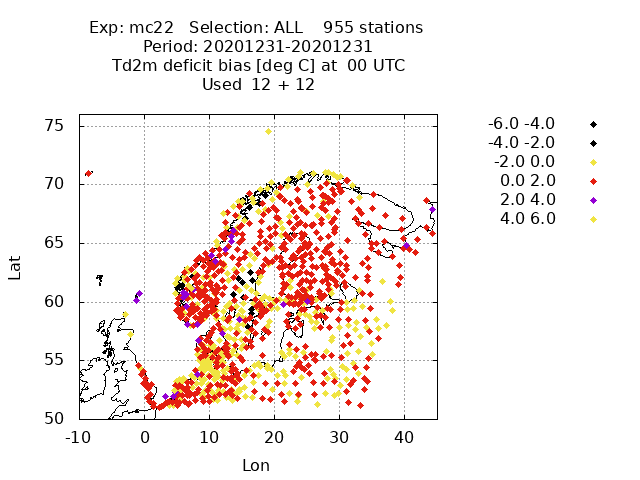 Exp: mc22 Selection: ALL 955 stations
Period: 20201231-20201231
Td2m deficit bias [deg C] at 00 UTC
Used 12 + 12
75
70
65
60
55
50
-10 0 10 20 30 40
Lat
Lon
-6.0 -4.0
-4.0 -2.0
-2.0 0.0
0.0 2.0
2.0 4.0
4.0 6.0